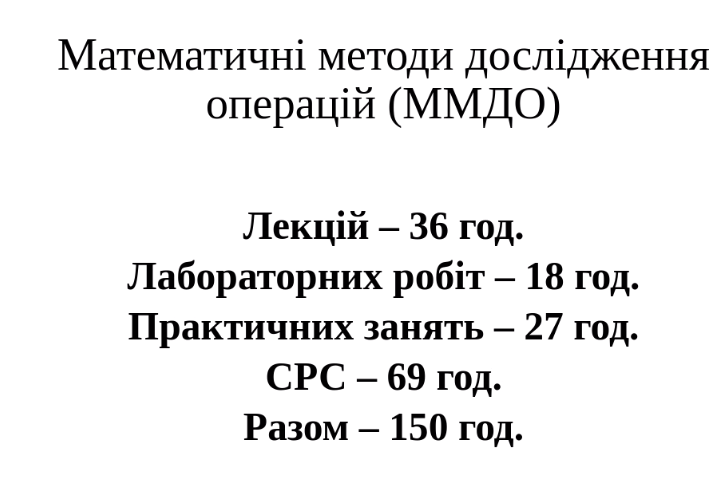 Математичні методи дослідження
операцій (ММДО)
Лекцій – 36 год.
Лабораторних робіт – 18 год.
Практичних занять – 27 год.
СРС – 69 год.
Разом – 150 год.